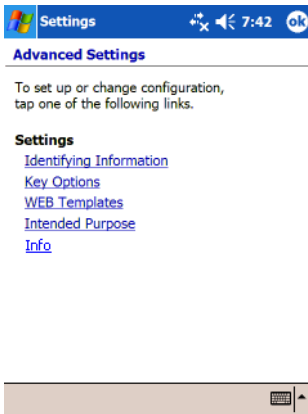 Settings 7:42 ok
Advanced Settings
To set up or change configuration,
tap one of the following links.
Settings
Identifying Information
Key Options
WEB Templates
Intended Purpose
Info